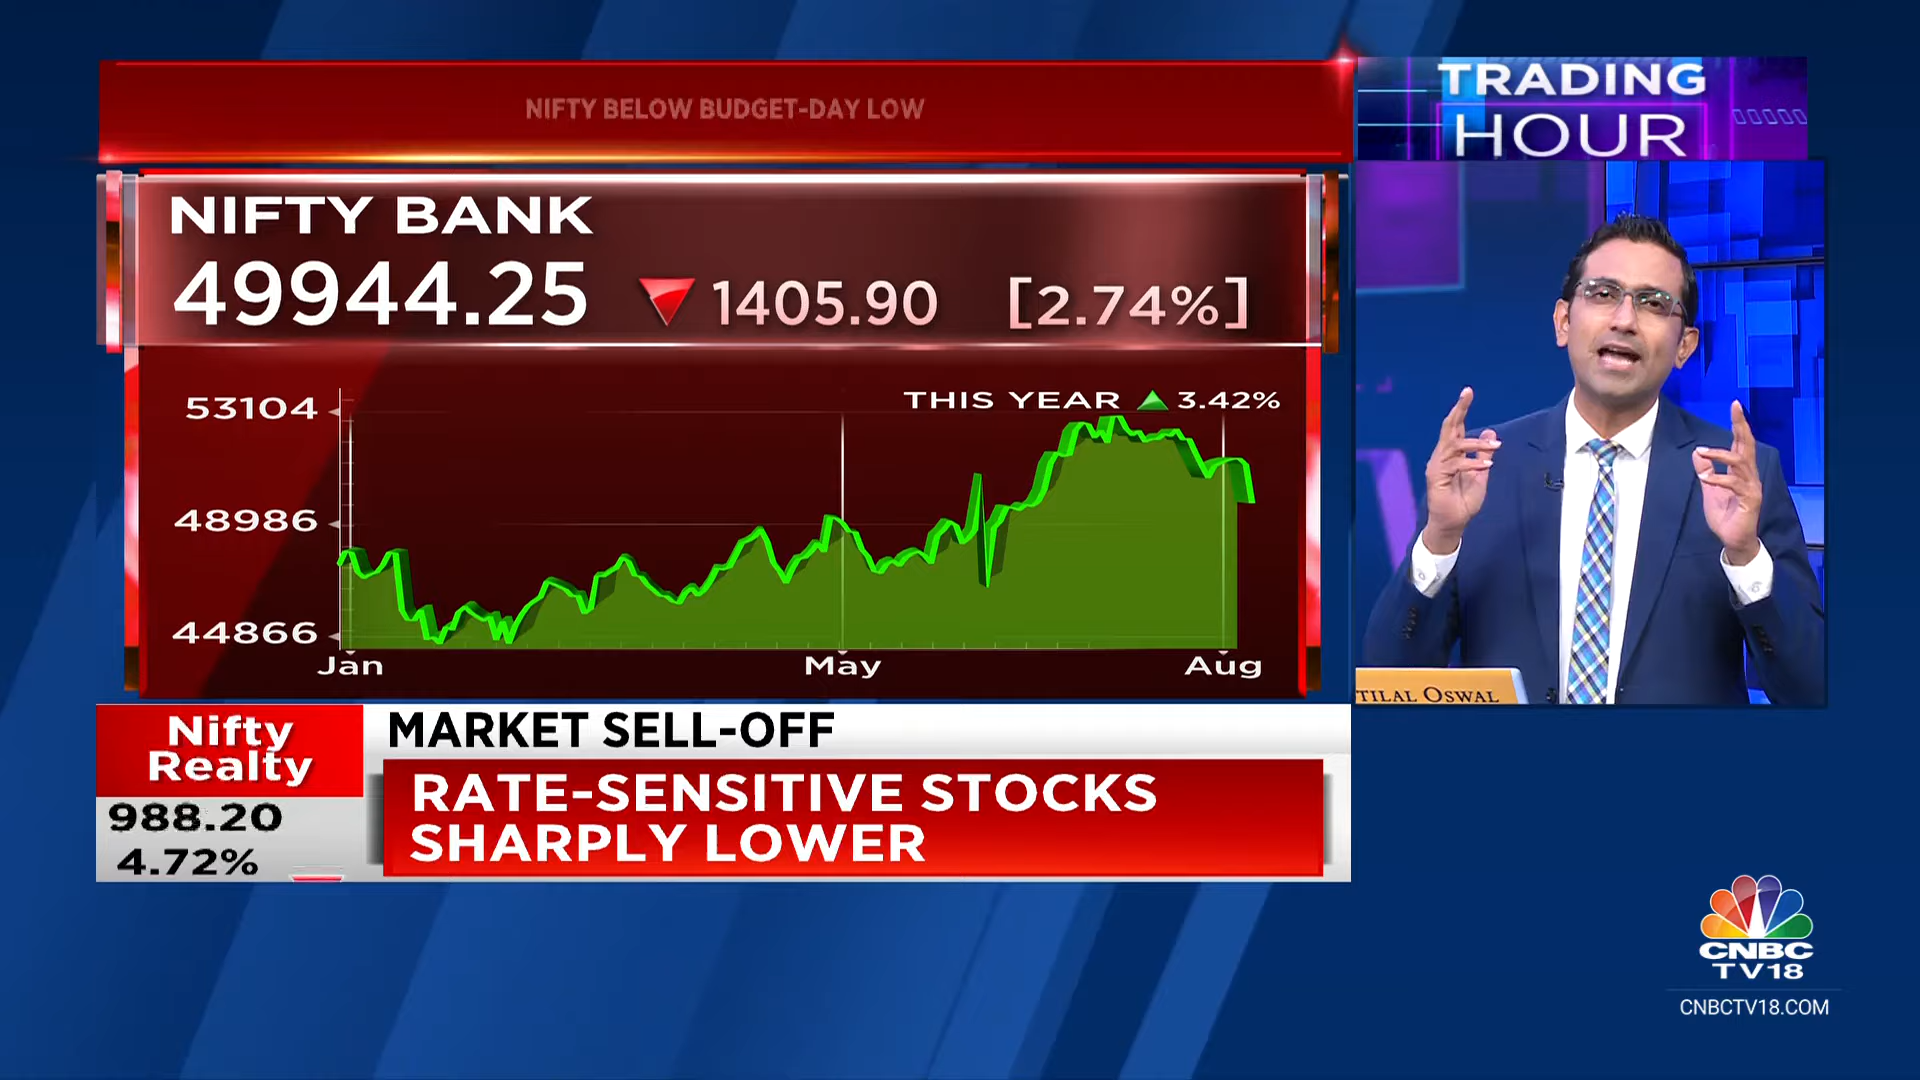 NIFTY BELOW BUDGET-DAY LOW
TRADING
HOUR
NIFTY BANK
49944.25 1405.90 [2.74%]
THIS YEAR 3.42%
53104
48986
44866
Jan May Aug
TILAL OSWAL
Nifty
Realty
988.20
4.72%
MARKET SELL-OFF
RATE-SENSITIVE STOCKS
SHARPLY LOWER
CNBC
TV18
CNBCTV18.COM